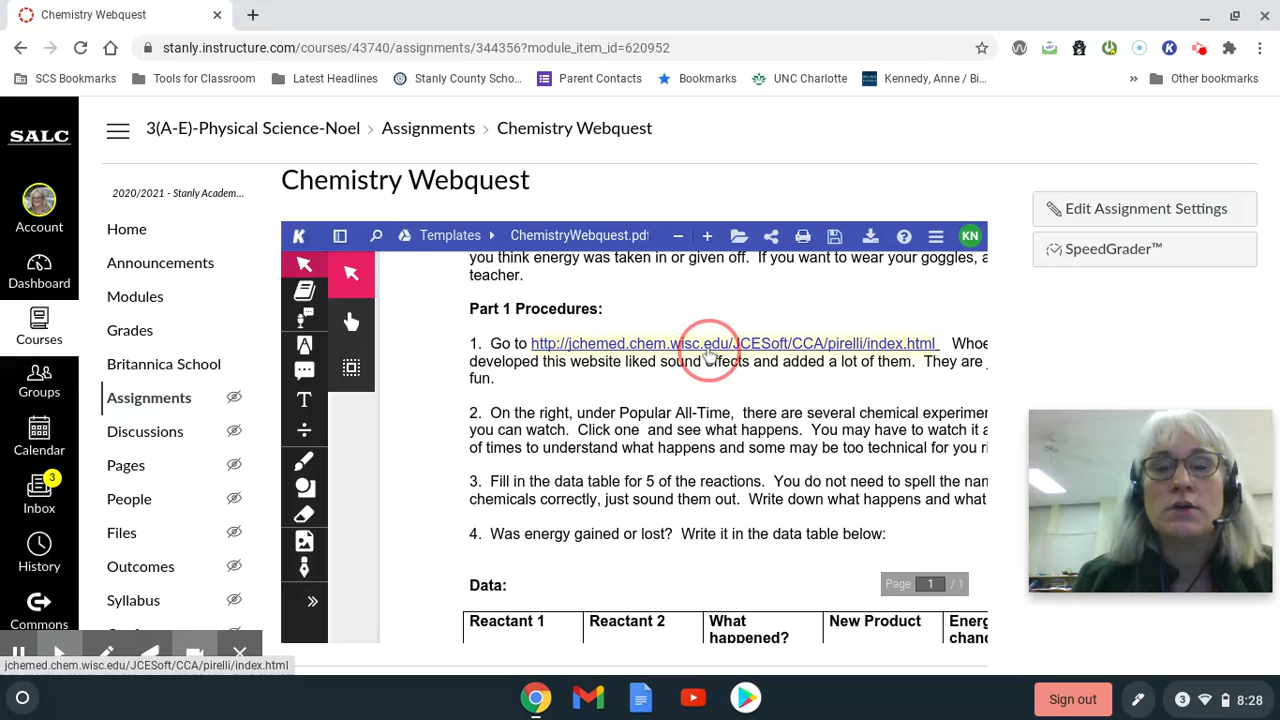 Chemistry Webquest
stanly.instructure.com/courses/43740/assignments/344356?module_item_id=620952
SCS Bookmarks
Tools for Classroom
Latest Headlines
Stanly County Scho...
Parent Contacts
Bookmarks
UNC Charlotte
Kennedy, Anne / Bi...
»
Other bookmarks
SALC
Account
Dashboard
Courses
Groups
Calendar
3
Inbox
History
Commons
3(A-E)-Physical Science-Noel > Assignments > Chemistry Webquest
2020/2021 - Stanly Academ...
Home
Announcements
Modules
Grades
Britannica School
Assignments
Discussions
Pages
People
Files
Outcomes
Syllabus
Chemistry Webquest
Edit Assignment Settings
SpeedGrader™
K
Templates
ChemistryWebquest.pdf
KN
you think energy was taken in or given off. If you want to wear your goggles, a
teacher.
Part 1 Procedures:
1. Go to http://jchemed.chem.wisc.edu/JCESoft/CCA/pirelli/index.html Whoe
developed this website liked sound effects and added a lot of them. They are
fun.
2. On the right, under Popular All-Time, there are several chemical experimen
you can watch. Click one and see what happens. You may have to watch it a
of times to understand what happens and some may be too technical for you ri
3. Fill in the data table for 5 of the reactions. You do not need to spell the nam
chemicals correctly, just sound them out. Write down what happens and what
4. Was energy gained or lost? Write it in the data table below:
Data:
Page 1 / 1
Reactant 1
Reactant 2
What
happened?
New Product
Energ
chanc
jchemed.chem.wisc.edu/JCESoft/CCA/pirelli/index.html
Sign out
3
8:28